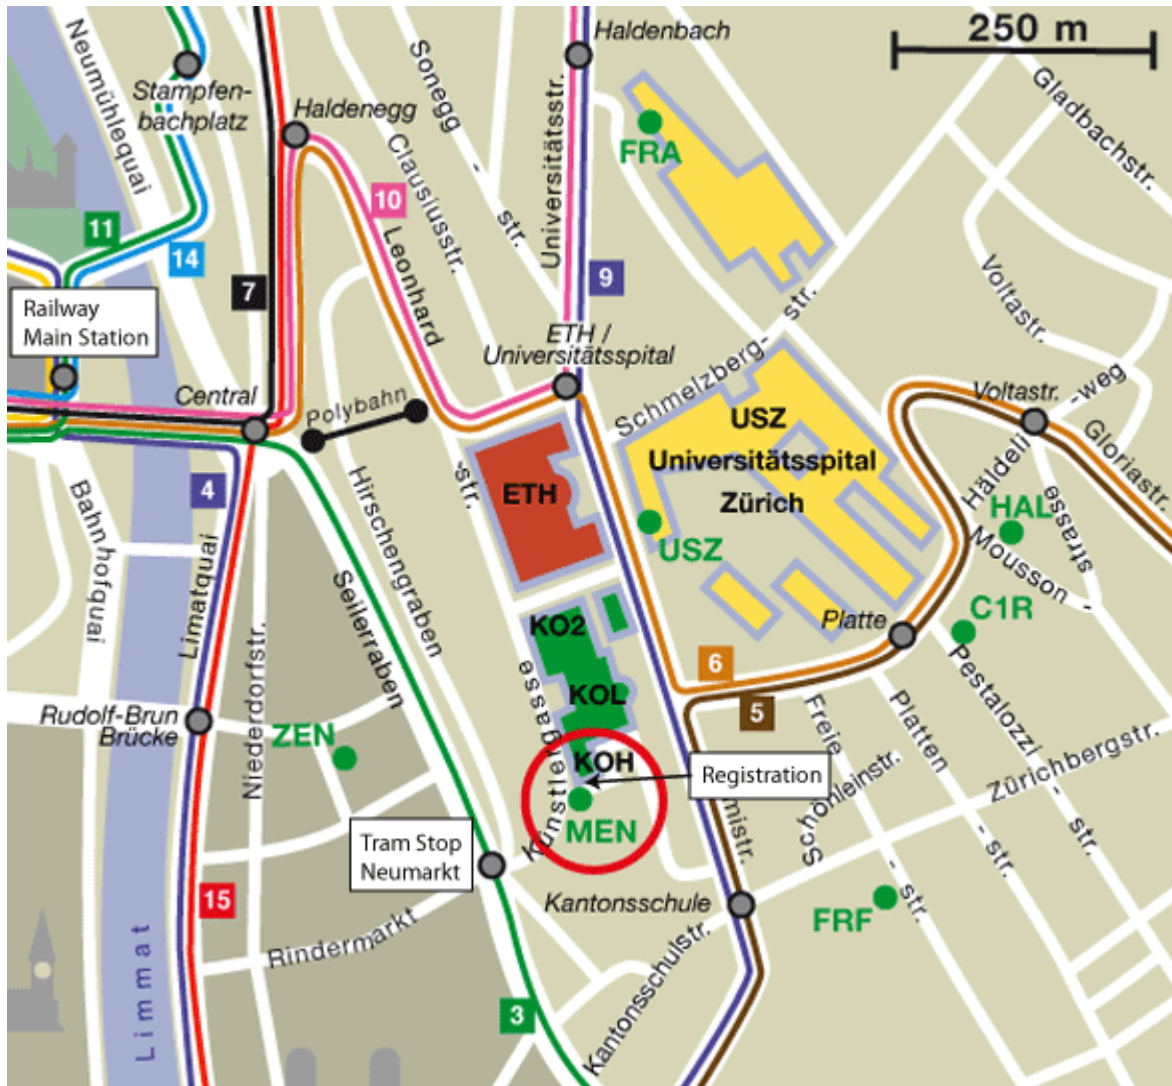 250 m
Haldenbach
Neumühlequai
Stampfen-
bachplatz
Haldenegg
Sonegg
-
str.
Clausiusstr.
Universitätsstr.
FRA
Gladbachstr.
10
11
14
7
9
Leonhard
-str.
Voltastr.
Railway
Main Station
ETH /
Universitätsspital
Schmelzberg-
str.
Central
Polybahn
USZ
Universitätsspital
Zürich
Voltastr.
Häldeli
-weg
Gloriastr.
4
Bahnhofquai
Hirschengraben
ETH
USZ
HAL
strasse
Mousson -
Limatquai
Seilerraben
KO2
Platte
C1R
Niederdorfstr.
KOL
6
5
Pestalozzi
-
str.
Rudolf-Brun
Brücke
ZEN
Künstlergasse
KOH
Registration
Freie
-
str.
Platten
-
str.
Schönleinstr.
Zürichbergstr.
MEN
mistr.
Tram Stop
Neumarkt
15
Kantonsschule
FRF
Rindermarkt
Limmat
3
Kantonsschulstr.